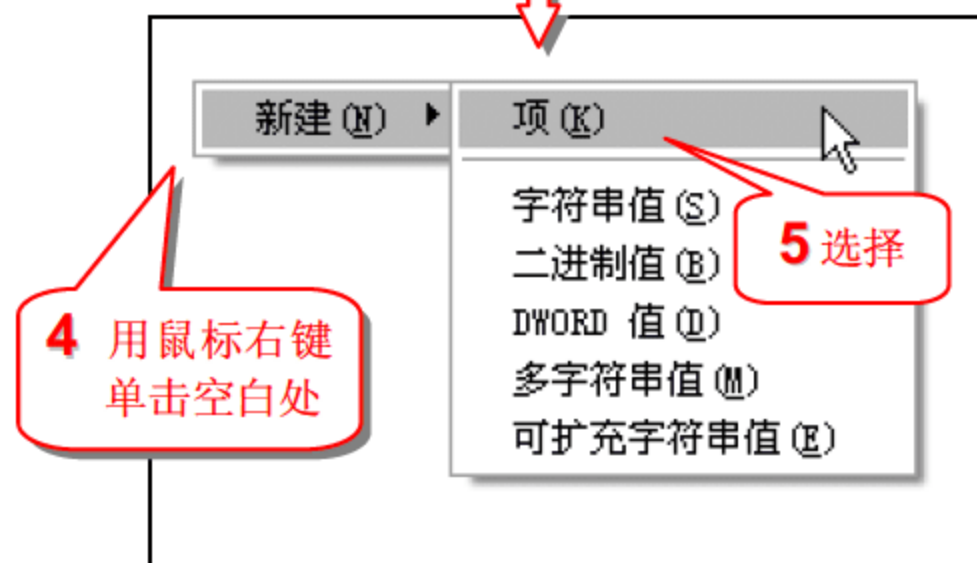 新建(N)
项(K)
字符串值(S)
二进制值(B)
DWORD 值(D)
多字符串值(M)
可扩充字符串值(E)
4 用鼠标右键
单击空白处
5 选择